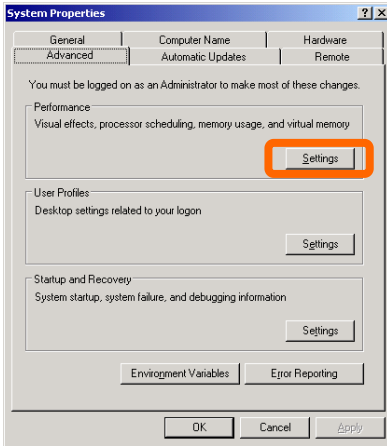 System Properties
General Computer Name Hardware
Advanced Automatic Updates Remote
You must be logged on as an Administrator to make most of these changes.
Performance
Visual effects, processor scheduling, memory usage, and virtual memory
Settings
User Profiles
Desktop settings related to your logon
Settings
Startup and Recovery
System startup, system failure, and debugging information
Settings
Environment Variables Error Reporting
OK Cancel Apply